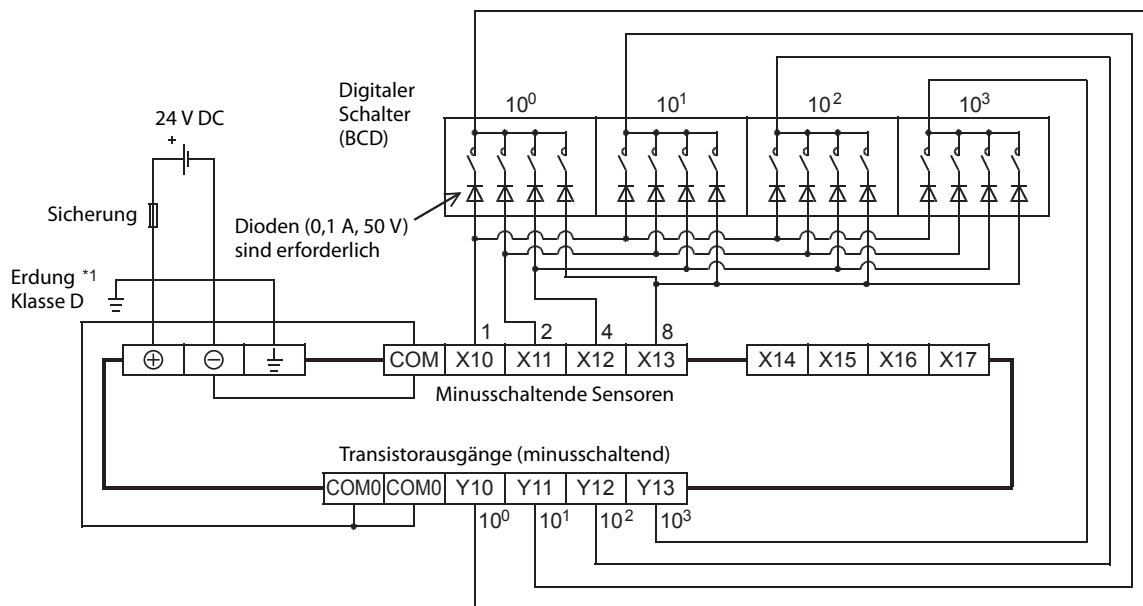 Digitaler
Schalter
(BCD)
10⁰ 10¹ 10² 10³
24 V DC
+
Sicherung
Dioden (0,1 A, 50 V)
sind erforderlich
Erdung *1
Klasse D
1 2 4 8
+ − COM X10 X11 X12 X13 X14 X15 X16 X17
Minusschaltende Sensoren
Transistorausgänge (minusschaltend)
COM0 COM0 Y10 Y11 Y12 Y13
10⁰ 10¹ 10² 10³